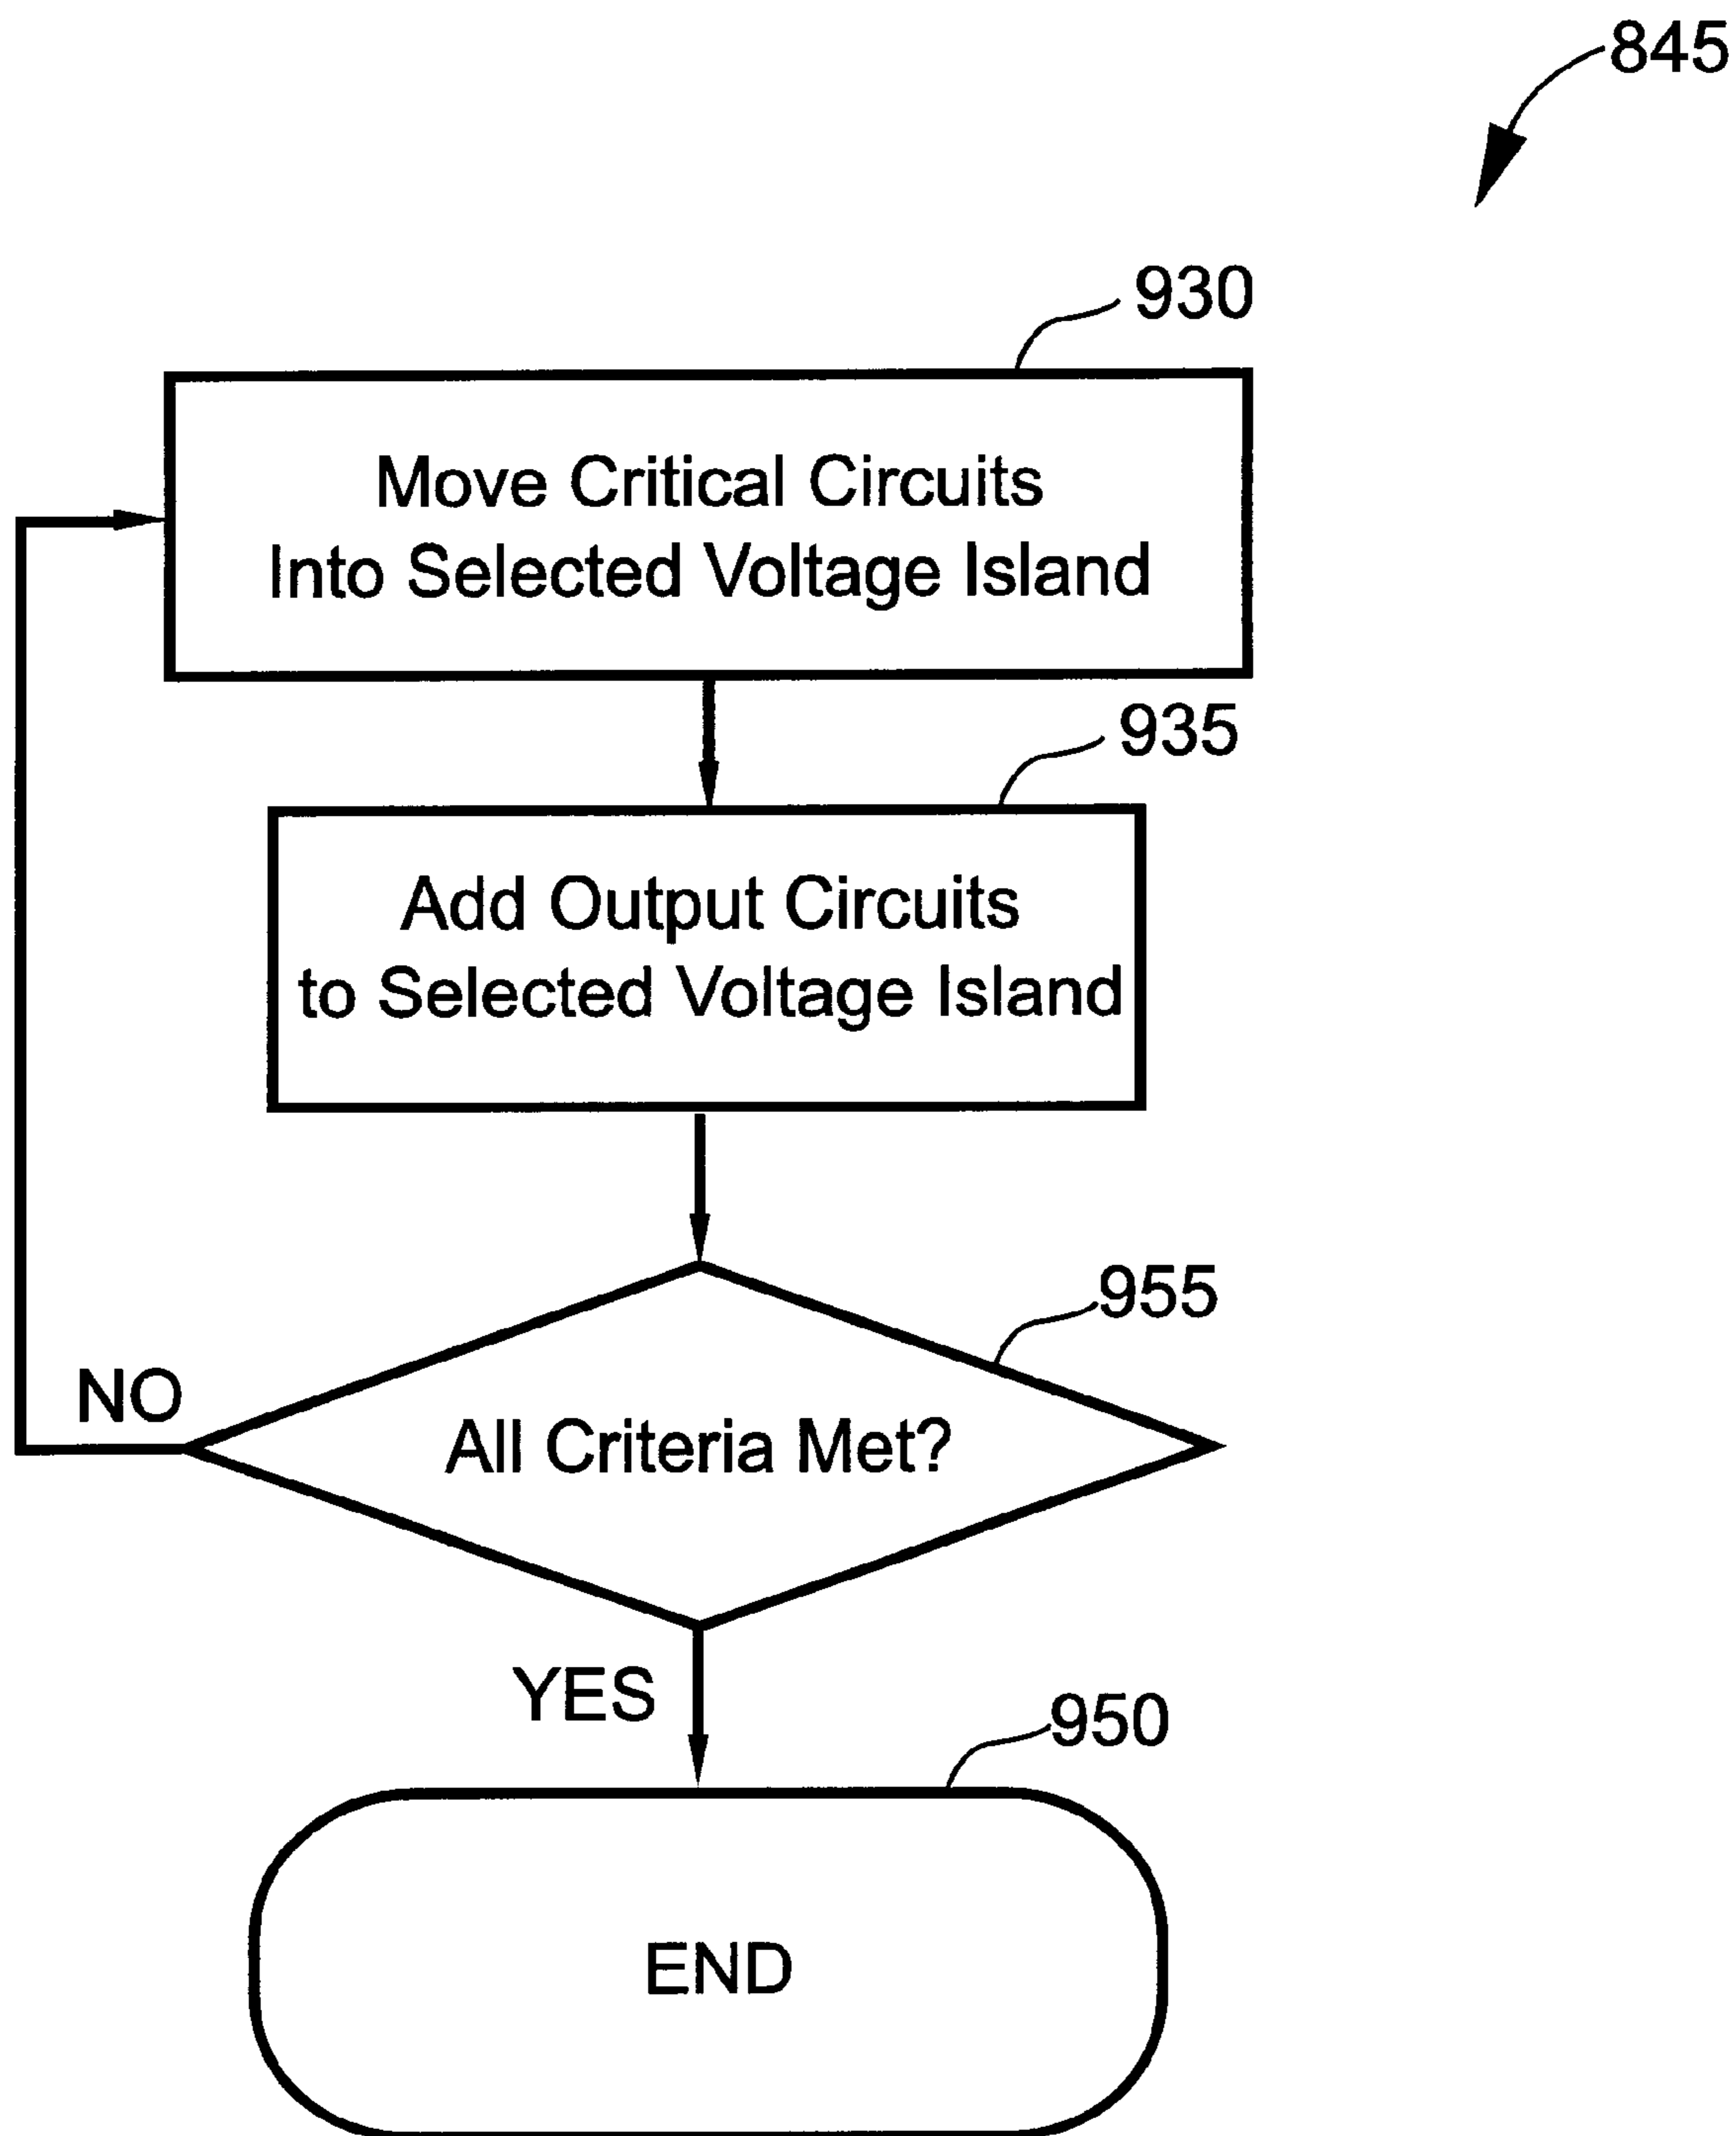 845
930
Move Critical Circuits
Into Selected Voltage Island
935
Add Output Circuits
to Selected Voltage Island
955
NO
All Criteria Met?
YES
950
END